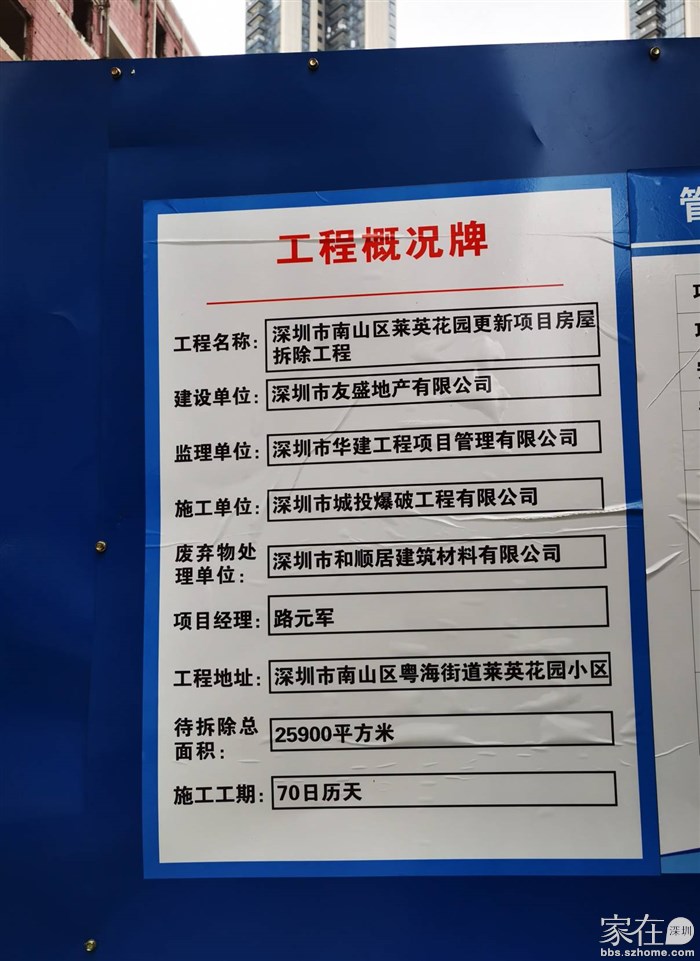 工程概况牌
工程名称：
深圳市南山区莱英花园更新项目房屋
拆除工程
建设单位：
深圳市友盛地产有限公司
监理单位：
深圳市华建工程项目管理有限公司
施工单位：
深圳市城投爆破工程有限公司
废弃物处
理单位：
深圳市和顺居建筑材料有限公司
项目经理：
路元军
工程地址：
深圳市南山区粤海街道莱英花园小区
待拆除总
面积：
25900平方米
施工工期：
70日历天
管
家在深圳
bbs.szhome.com